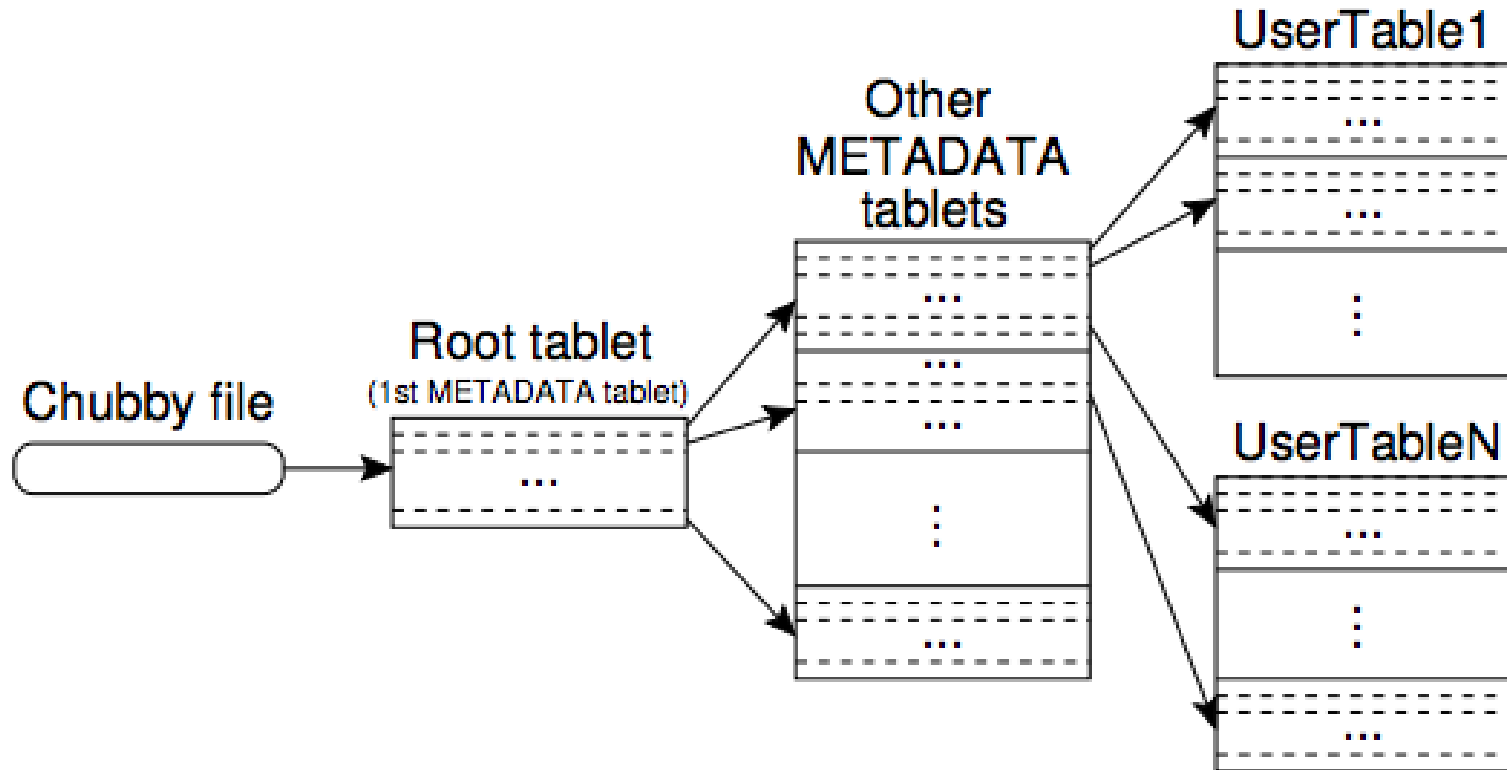 UserTable1
Other
METADATA
tablets
Root tablet
(1st METADATA tablet)
Chubby file
UserTableN
...
...
...
...
...
...
...
...
...
⋮
⋮
⋮